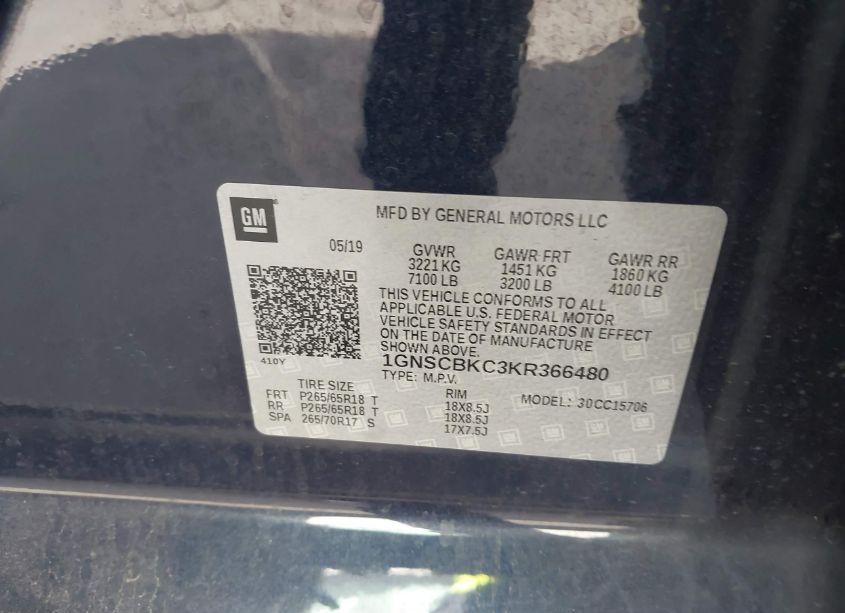 GM
MFD BY GENERAL MOTORS LLC
05/19
GVWR GAWR FRT GAWR RR
3221 KG 1451 KG 1860 KG
7100 LB 3200 LB 4100 LB
THIS VEHICLE CONFORMS TO ALL
APPLICABLE U.S. FEDERAL MOTOR
VEHICLE SAFETY STANDARDS IN EFFECT
ON THE DATE OF MANUFACTURE
SHOWN ABOVE.
410Y
1GNSCBKC3KR366480
TYPE: M.P.V.
TIRE SIZE RIM MODEL: 30CC15706
FRT P265/65R18 T 18X8.5J
RR P265/65R18 T 18X8.5J
SPA 265/70R17 S 17X7.5J